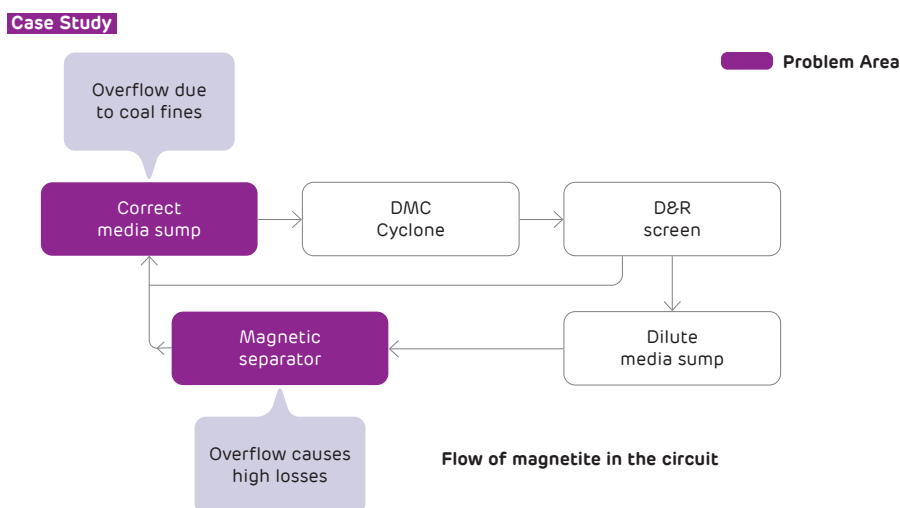 Case Study
Problem Area
Overflow due
to coal fines
Correct
media sump
DMC
Cyclone
D&R
screen
Magnetic
separator
Dilute
media sump
Overflow causes
high losses
Flow of magnetite in the circuit